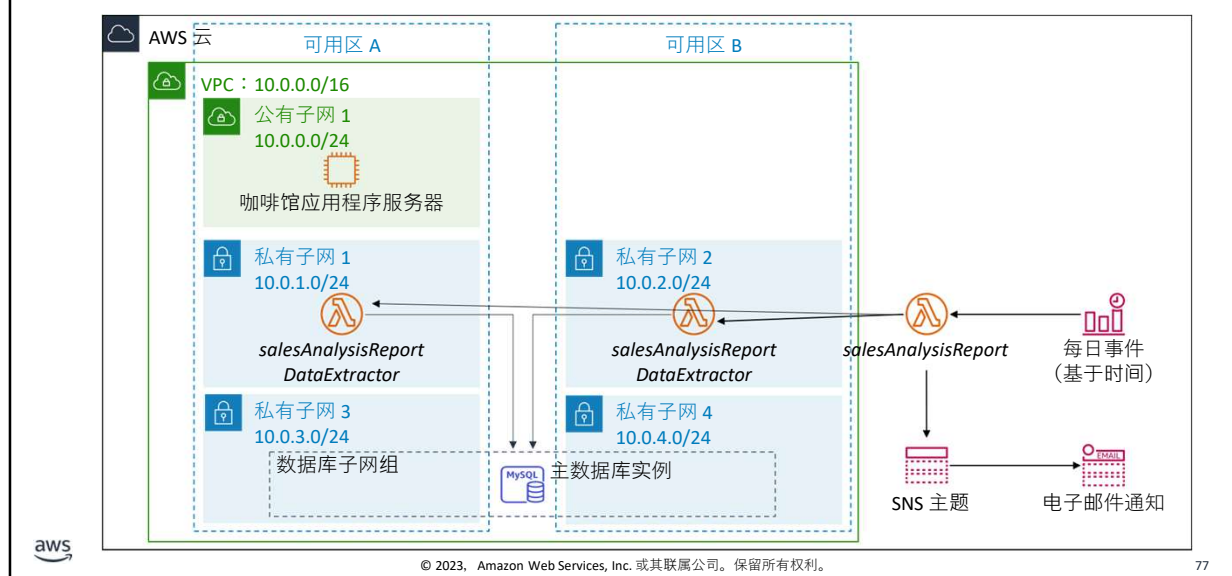 AWS 云
可用区 A
可用区 B
VPC：10.0.0.0/16
公有子网 1
10.0.0.0/24
咖啡馆应用程序服务器
私有子网 1
10.0.1.0/24
私有子网 2
10.0.2.0/24
salesAnalysisReport
DataExtractor
salesAnalysisReport
DataExtractor
salesAnalysisReport
每日事件
（基于时间）
私有子网 3
10.0.3.0/24
私有子网 4
10.0.4.0/24
数据库子网组
MySQL
主数据库实例
EMAIL
SNS 主题
电子邮件通知
aws
© 2023，Amazon Web Services, Inc. 或其联属公司。保留所有权利。
77